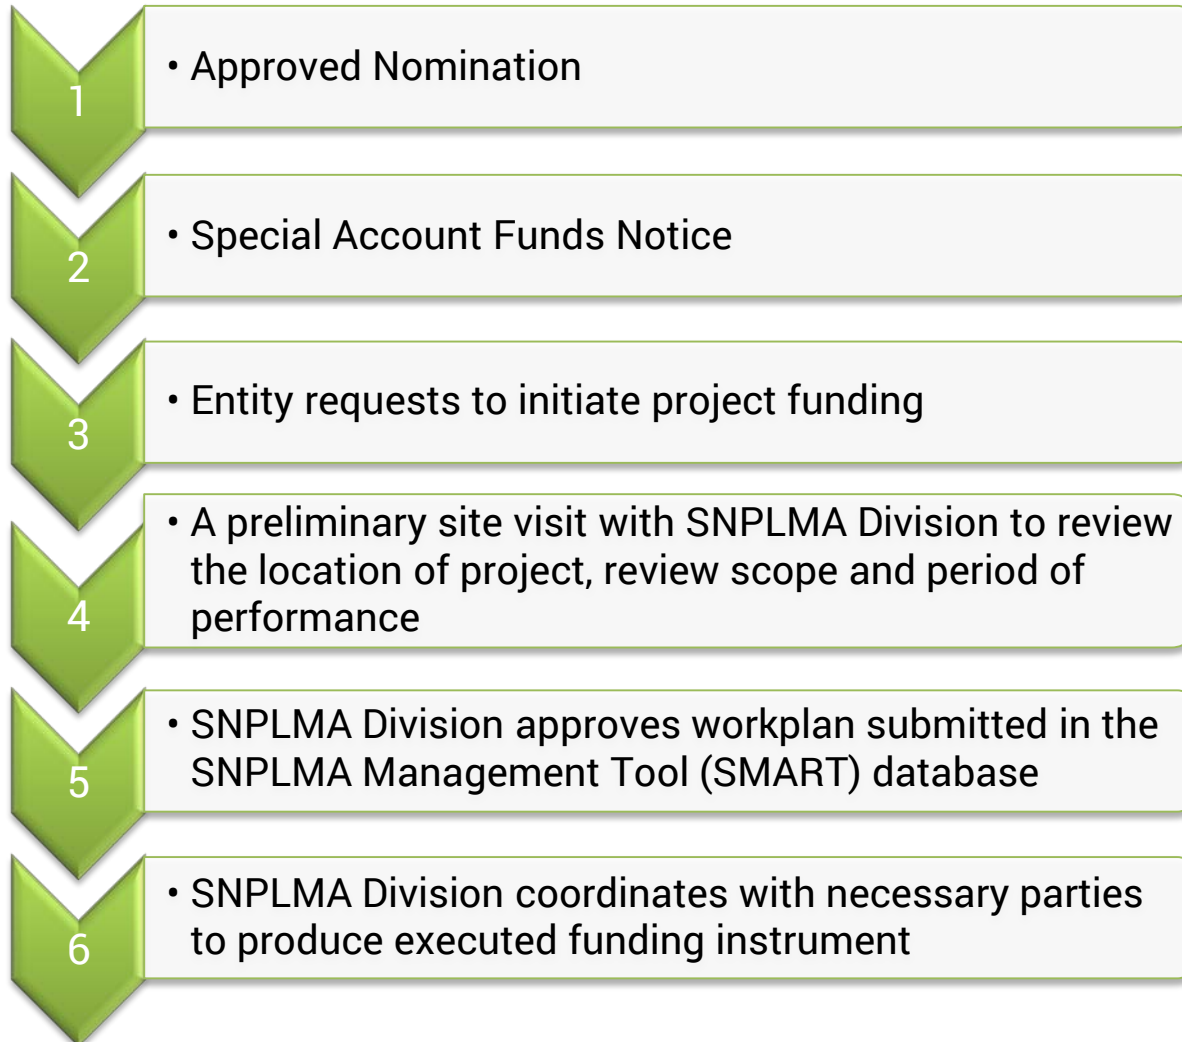 1
• Approved Nomination
2
• Special Account Funds Notice
3
• Entity requests to initiate project funding
4
• A preliminary site visit with SNPLMA Division to review
the location of project, review scope and period of
performance
5
• SNPLMA Division approves workplan submitted in the
SNPLMA Management Tool (SMART) database
6
• SNPLMA Division coordinates with necessary parties
to produce executed funding instrument